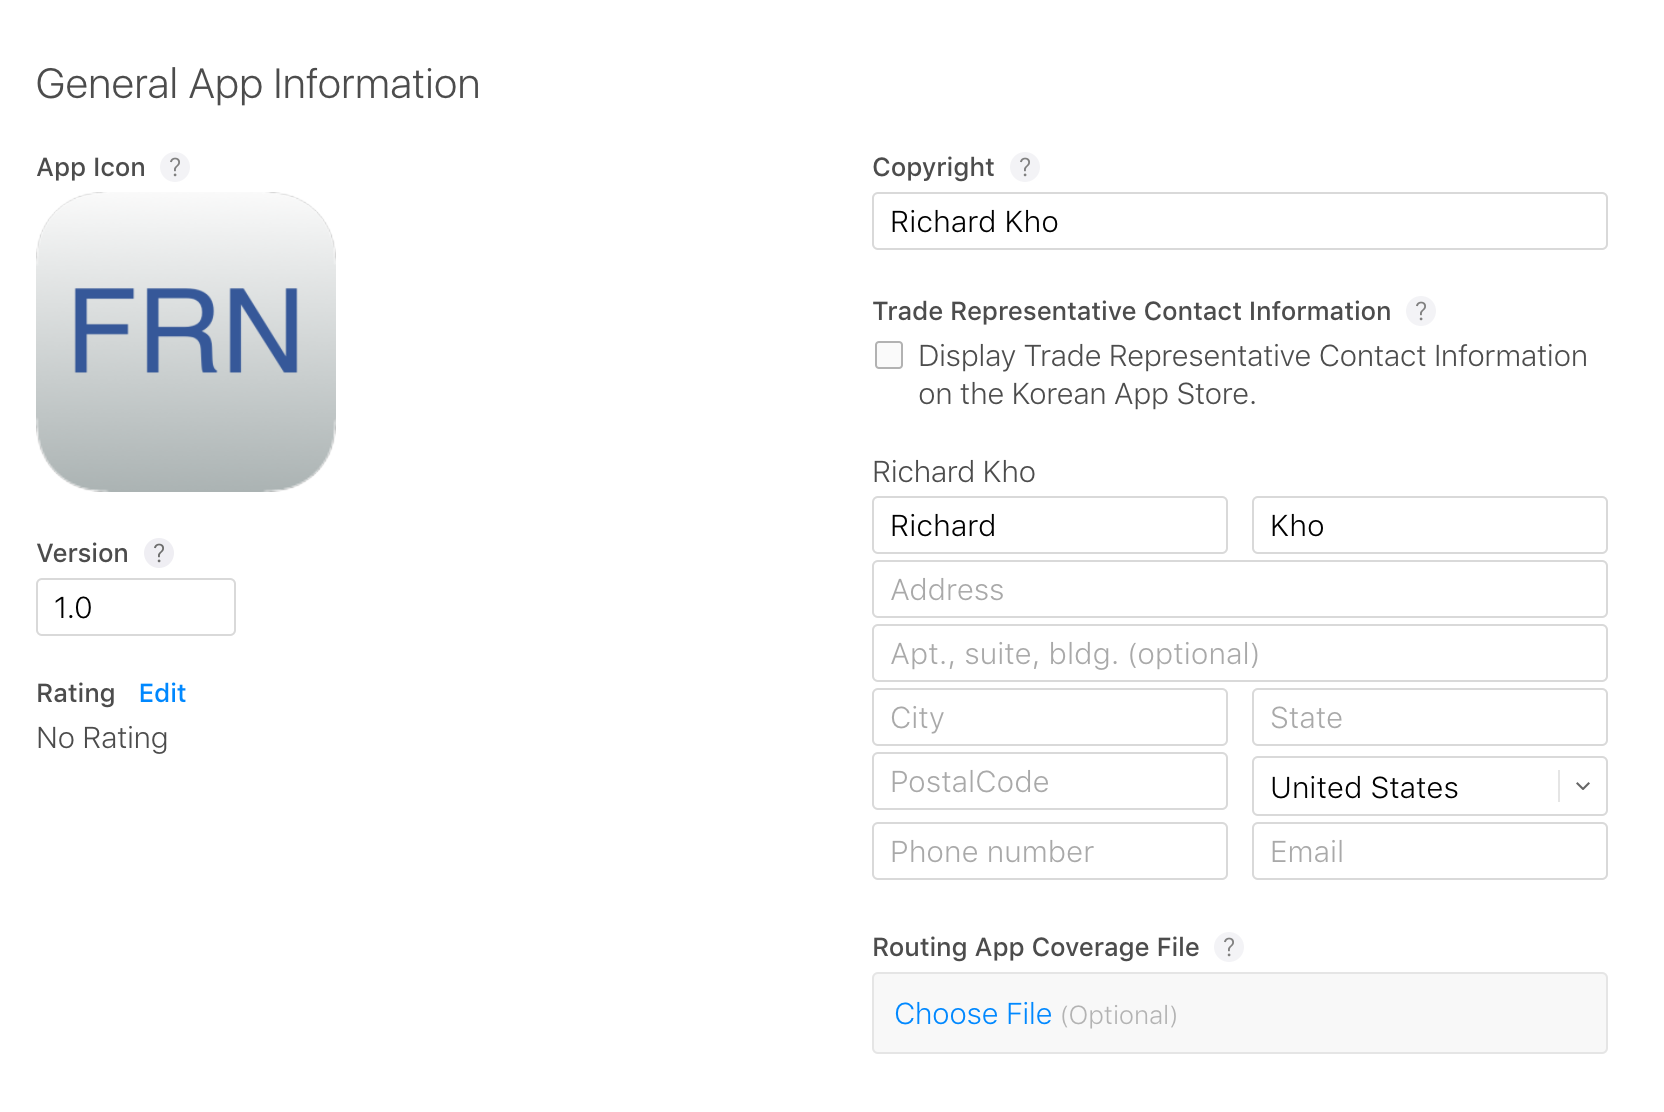 General App Information
App Icon ?
FRN
Version ?
1.0
Rating Edit
No Rating
Copyright ?
Richard Kho
Trade Representative Contact Information ?
Display Trade Representative Contact Information
on the Korean App Store.
Richard Kho
Richard Kho
Address
Apt., suite, bldg. (optional)
City State
PostalCode United States
Phone number Email
Routing App Coverage File ?
Choose File (Optional)